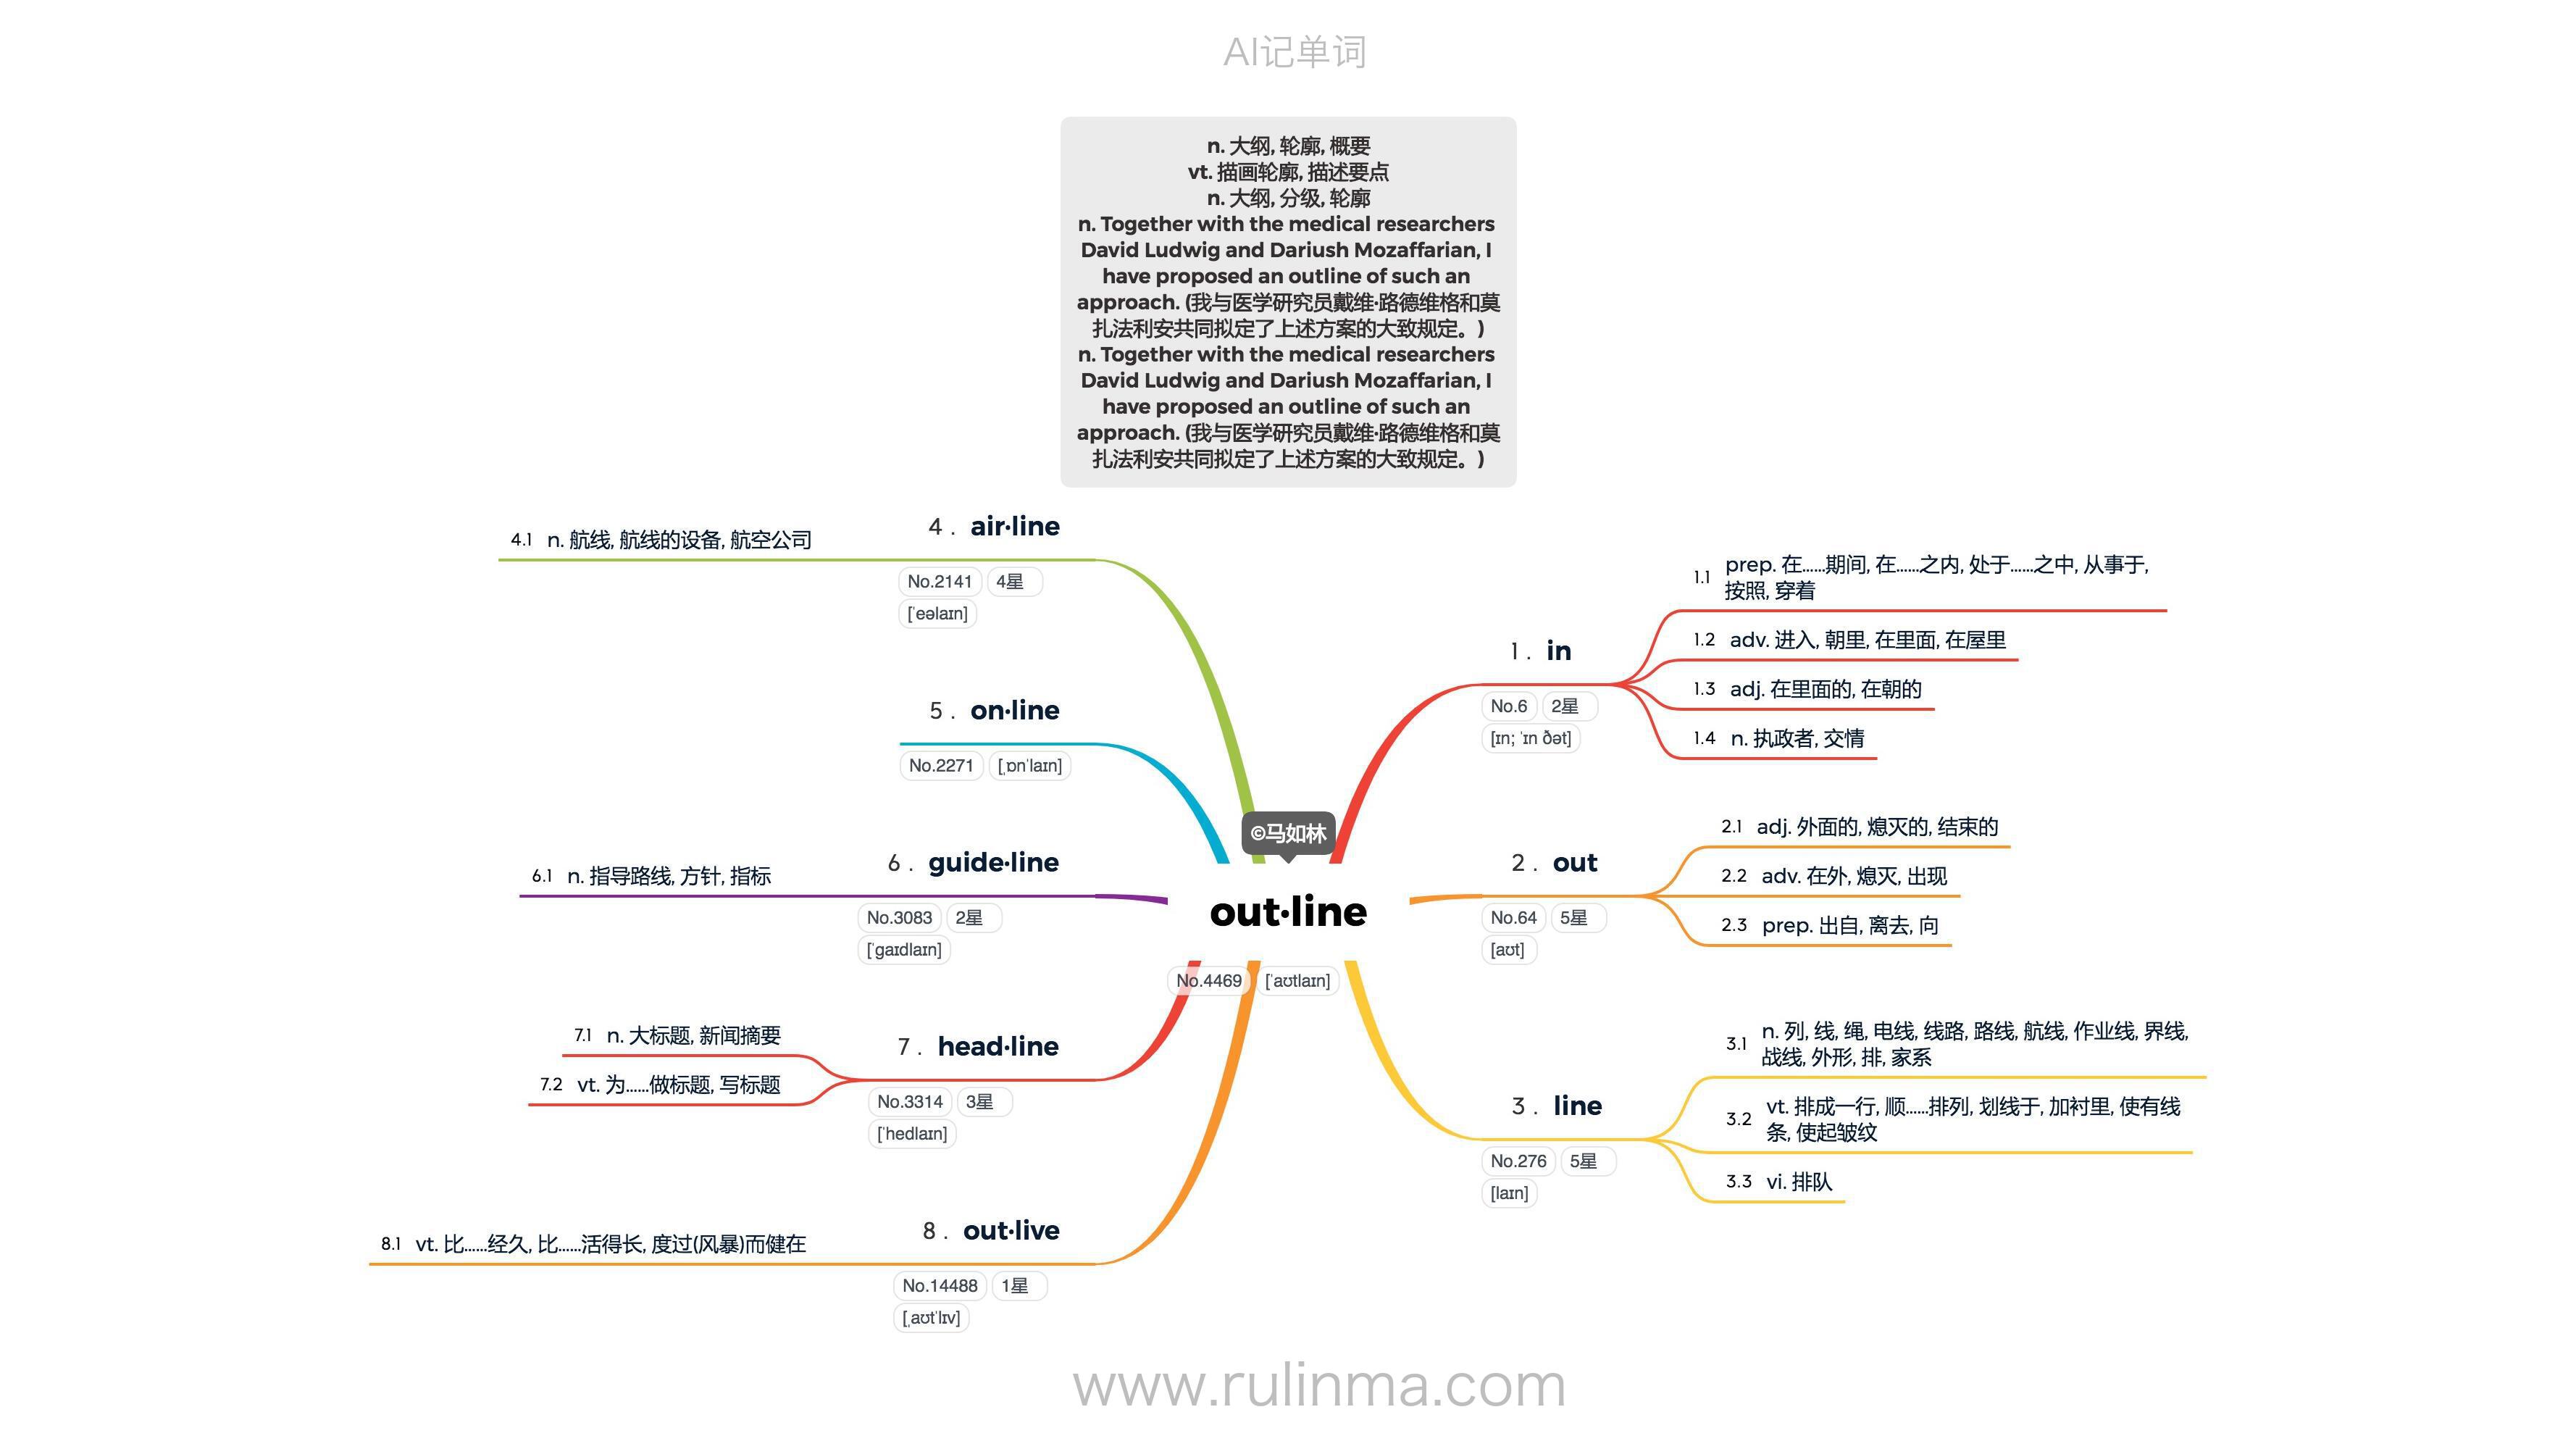 AI记单词
n. 大纲, 轮廓, 概要
vt. 描画轮廓, 描述要点
n. 大纲, 分级, 轮廓
n. Together with the medical researchers
David Ludwig and Dariush Mozaffarian, I
have proposed an outline of such an
approach. (我与医学研究员戴维·路德维格和莫
扎法利安共同拟定了上述方案的大致规定。)
n. Together with the medical researchers
David Ludwig and Dariush Mozaffarian, I
have proposed an outline of such an
approach. (我与医学研究员戴维·路德维格和莫
扎法利安共同拟定了上述方案的大致规定。)
©马如林
out·line
No.4469 [ˈaʊtlaɪn]
1. in
No.6 2星
[ɪn; ˈɪn ðət]
1.1 prep. 在……期间, 在……之内, 处于……之中, 从事于,
按照, 穿着
1.2 adv. 进入, 朝里, 在里面, 在屋里
1.3 adj. 在里面的, 在朝的
1.4 n. 执政者, 交情
2. out
No.64 5星
[aʊt]
2.1 adj. 外面的, 熄灭的, 结束的
2.2 adv. 在外, 熄灭, 出现
2.3 prep. 出自, 离去, 向
3. line
No.276 5星
[laɪn]
3.1 n. 列, 线, 绳, 电线, 线路, 路线, 航线, 作业线, 界线,
战线, 外形, 排, 家系
3.2 vt. 排成一行, 顺……排列, 划线于, 加衬里, 使有线
条, 使起皱纹
3.3 vi. 排队
4. air·line
No.2141 4星
[ˈeəlaɪn]
4.1 n. 航线, 航线的设备, 航空公司
5. on·line
No.2271 [ˌɒnˈlaɪn]
6. guide·line
No.3083 2星
[ˈɡaɪdlaɪn]
6.1 n. 指导路线, 方针, 指标
7. head·line
No.3314 3星
[ˈhedlaɪn]
7.1 n. 大标题, 新闻摘要
7.2 vt. 为……做标题, 写标题
8. out·live
No.14488 1星
[ˌaʊtˈlɪv]
8.1 vt. 比……经久, 比……活得长, 度过(风暴)而健在
www.rulinma.com